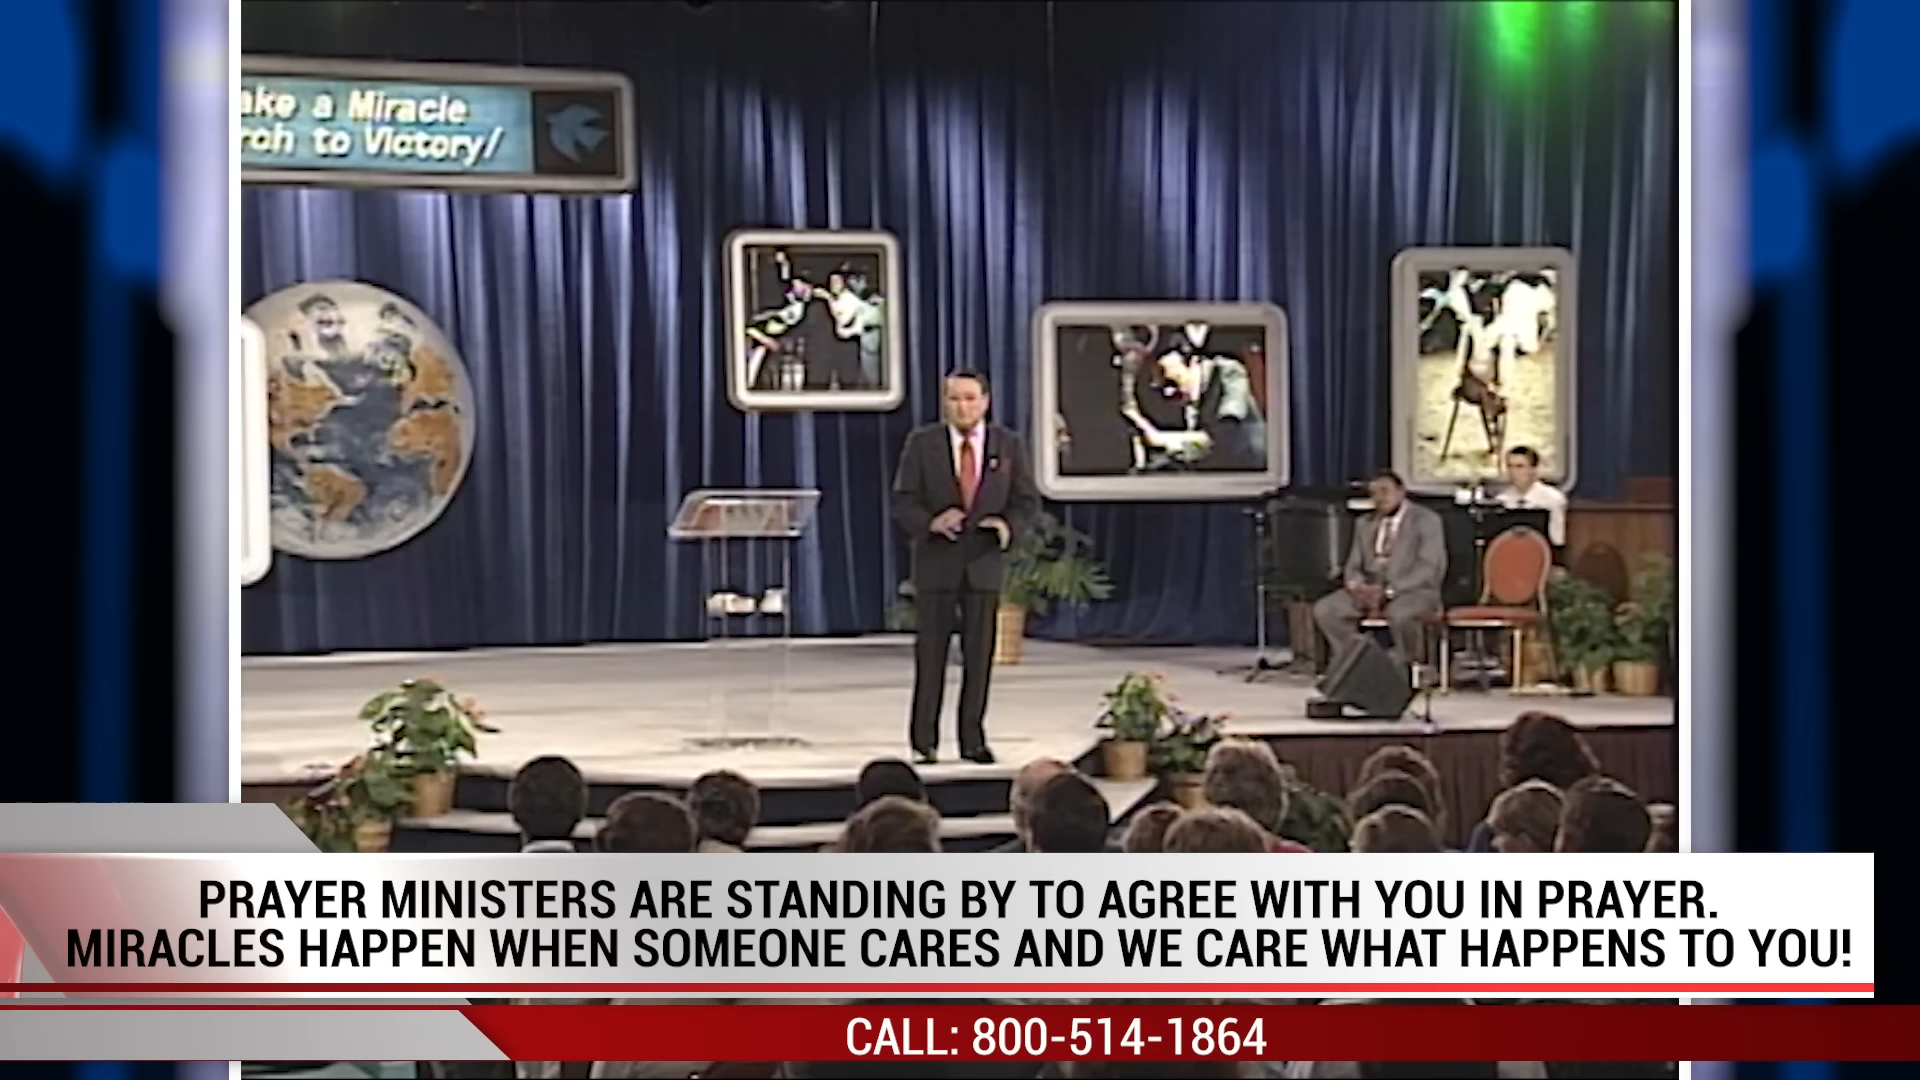 ake a Miracle
rch to Victory/
PRAYER MINISTERS ARE STANDING BY TO AGREE WITH YOU IN PRAYER.
MIRACLES HAPPEN WHEN SOMEONE CARES AND WE CARE WHAT HAPPENS TO YOU!
CALL: 800-514-1864